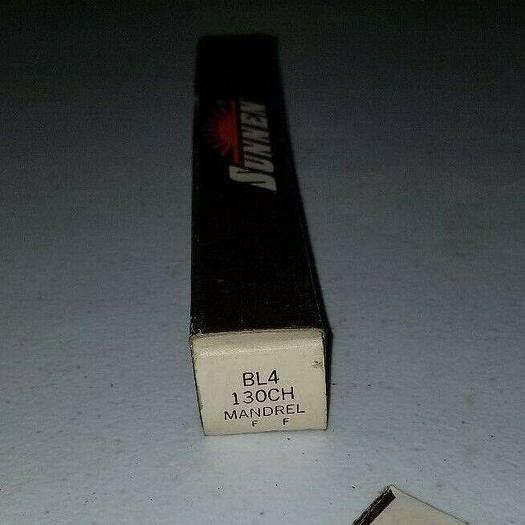 SUNNEN
BL4
130CH
MANDREL
F F